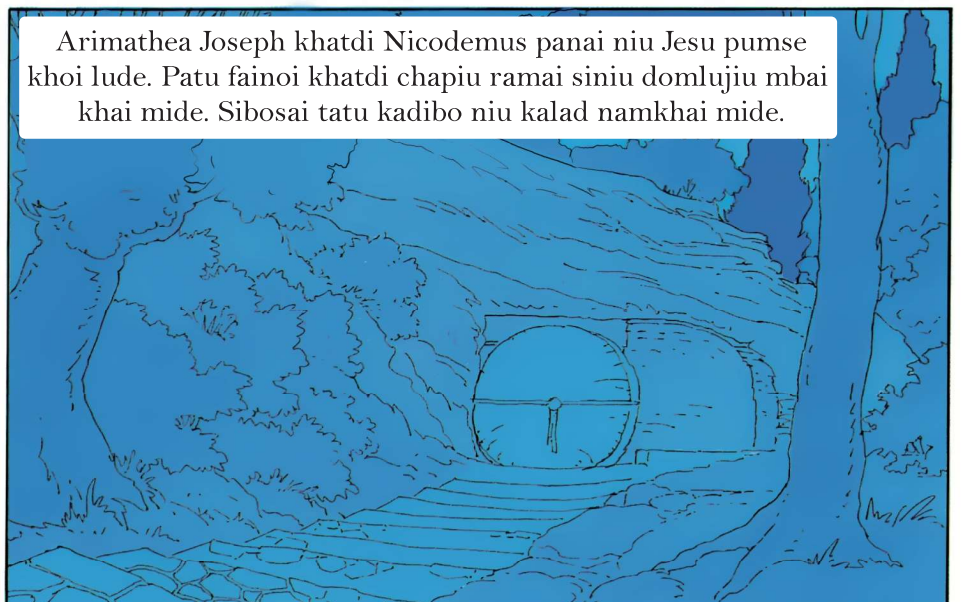 Arimathea Joseph khatdi Nicodemus panai niu Jesu pumse
khoi lude. Patu fainoi khatdi chapiu ramai siniu domlujiu mbai
khai mide. Sibosai tatu kadibo niu kalad namkhai mide.